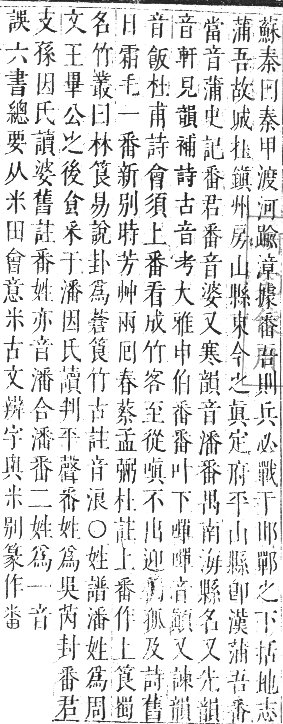 蘇秦曰秦甲渡河踰漳據番吾則兵必戰于邯鄲之下括地志
蒲吾故城在鎮州房山縣東今之真定府平山縣卽漢蒲吾番
當音蒲史記番君番音婆又寒韻音潘番禺南海縣名又先韻
音軒見韻補詩古音考大雅申伯番番叶下嘽嘽音顛又諫韻
音飯杜甫詩會須上番看成竹客至從嗔不出迎狐及詩舊
日霜毛一番新別時芳艸兩囘春蔡孟弼杜註上番作上筤蜀
名竹叢曰林筤易說卦爲蒼筤竹古註音浪○姓譜潘姓爲周
文王畢公之後食采于潘因氏讀判平聲番姓爲吳芮封番君
支孫因氏讀婆舊註番姓亦音潘合潘番二姓爲一音
誤六書總要从米田會意米古文辨字與米別篆作畨